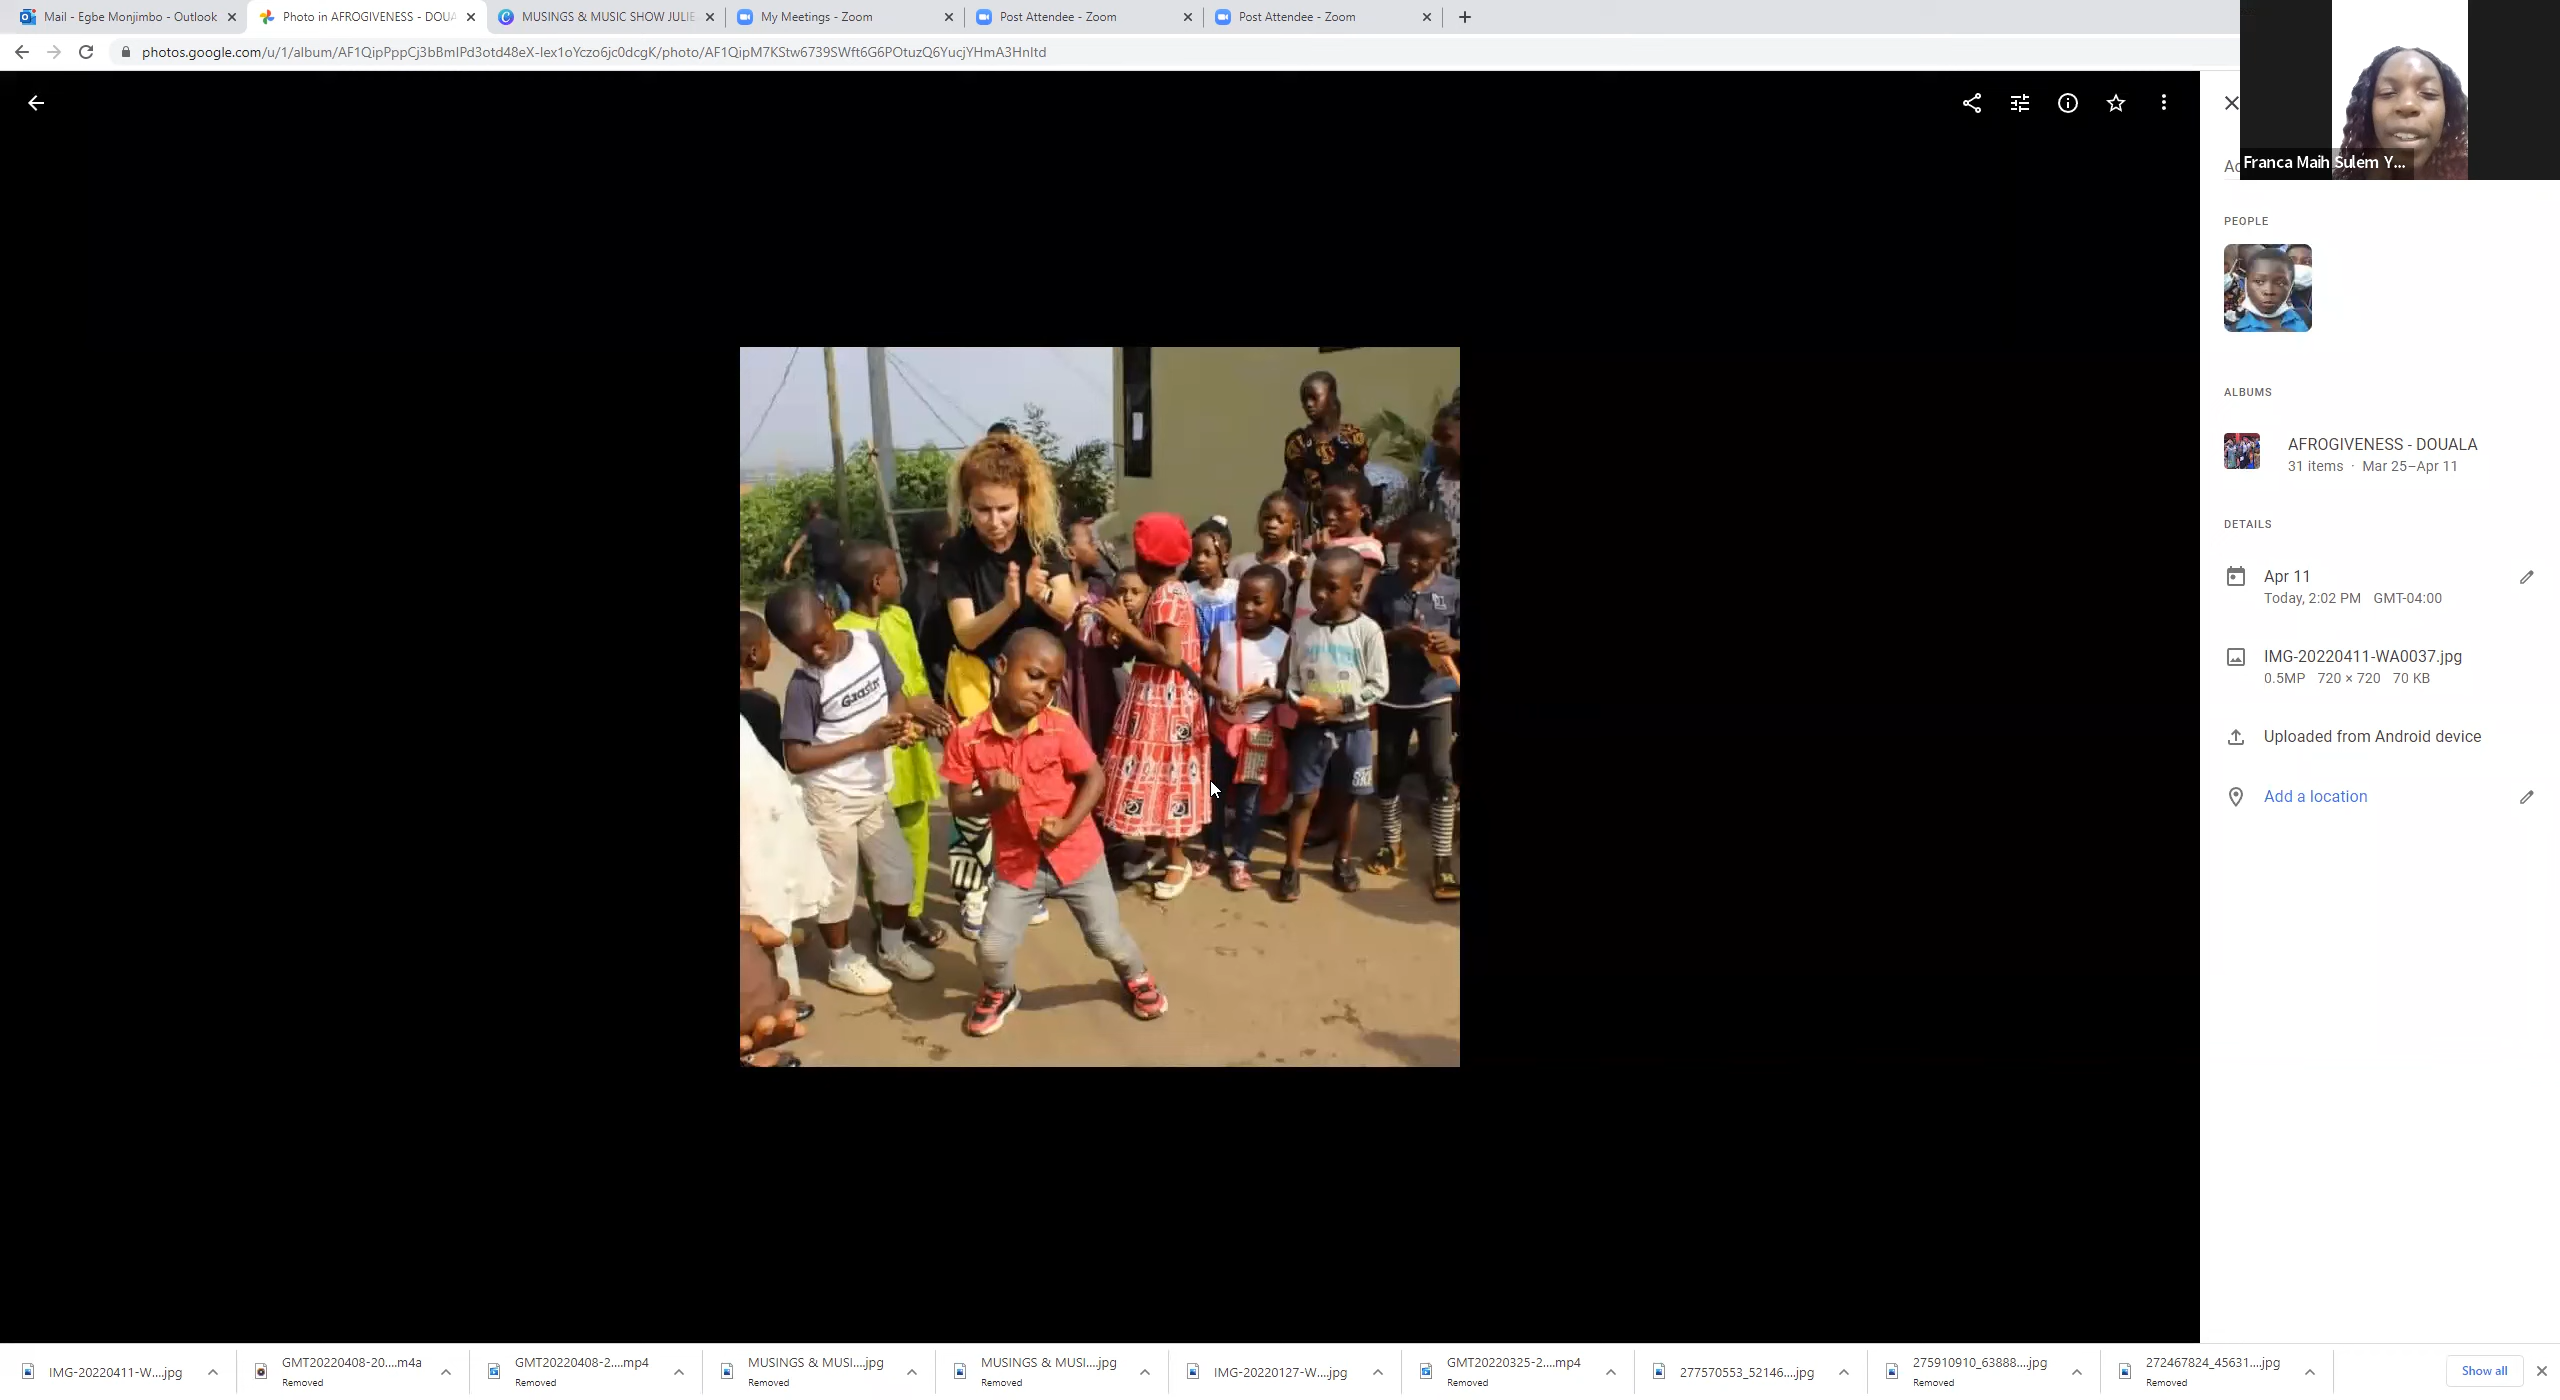 Mail - Egbe Monjimbo - Outlook
Photo in AFROGIVENESS - DOUA
MUSINGS & MUSIC SHOW JULIE
My Meetings - Zoom
Post Attendee - Zoom
Post Attendee - Zoom
photos.google.com/u/1/album/AF1QipPppCj3bBmIPd3otd48eX-lex1oYczo6jc0dcgK/photo/AF1QipM7KStw6739SWft6G6POtuzQ6YucjYHmA3HnItd
Franca Maih Sulem Y...
PEOPLE
ALBUMS
AFROGIVENESS - DOUALA
31 items · Mar 25–Apr 11
DETAILS
Apr 11
Today, 2:02 PM GMT-04:00
IMG-20220411-WA0037.jpg
0.5MP 720 × 720 70 KB
Uploaded from Android device
Add a location
IMG-20220411-W....jpg
GMT20220408-20....m4a
Removed
GMT20220408-2....mp4
Removed
MUSINGS & MUSI....jpg
Removed
MUSINGS & MUSI....jpg
Removed
IMG-20220127-W....jpg
GMT20220325-2....mp4
Removed
277570553_52146....jpg
275910910_63888....jpg
Removed
272467824_45631....jpg
Removed
Show all